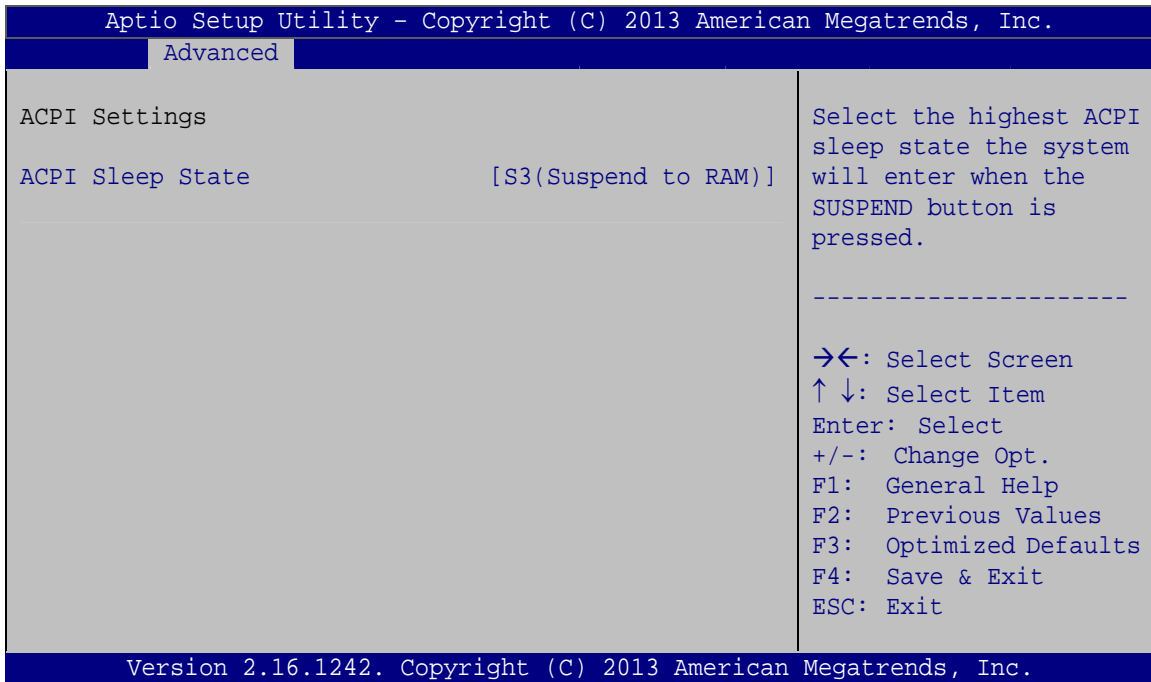 Aptio Setup Utility – Copyright (C) 2013 American Megatrends, Inc.
Advanced
ACPI Settings
ACPI Sleep State [S3(Suspend to RAM)]
Select the highest ACPI
sleep state the system
will enter when the
SUSPEND button is
pressed.
----------------------
→←: Select Screen
↑ ↓: Select Item
Enter: Select
+/-: Change Opt.
F1: General Help
F2: Previous Values
F3: Optimized Defaults
F4: Save & Exit
ESC: Exit
Version 2.16.1242. Copyright (C) 2013 American Megatrends, Inc.